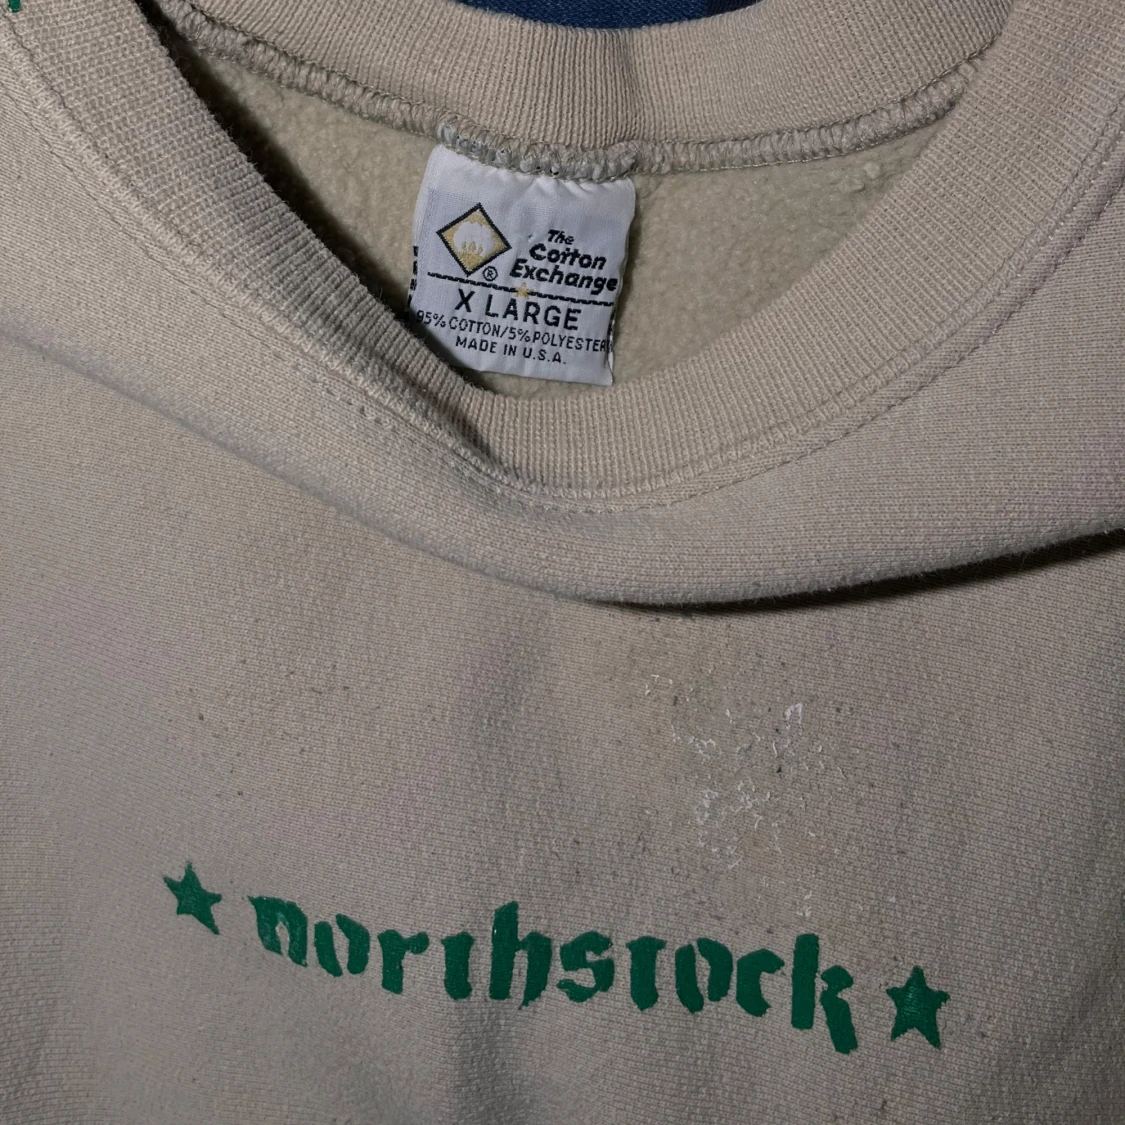 The
Cotton
Exchange
®
X LARGE
95% COTTON/5% POLYESTER
MADE IN U.S.A.
★ northstock ★